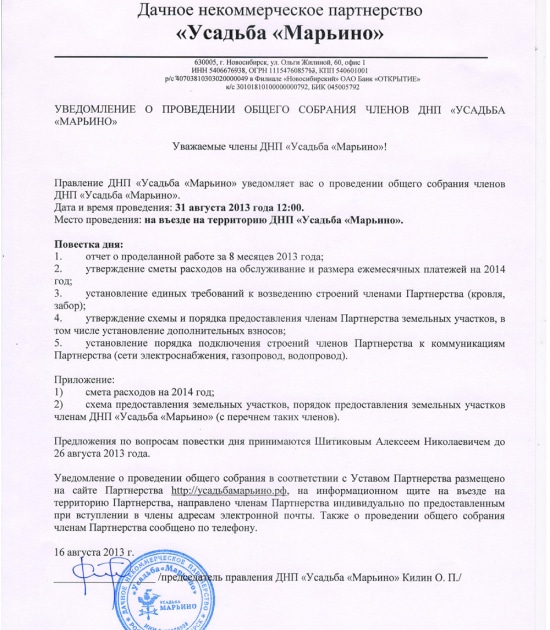 Дачное некоммерческое партнерство
«Усадьба «Марьино»
630005, г. Новосибирск, ул. Ольги Жилиной, 60, офис 1
ИНН 5406676938, ОГРН 1115476085763, КПП 540601001
р/с 40703810303020000049 в Филиале «Новосибирский» ОАО Банк «ОТКРЫТИЕ»
к/с 30101810100000000792, БИК 045005792
УВЕДОМЛЕНИЕ О ПРОВЕДЕНИИ ОБЩЕГО СОБРАНИЯ ЧЛЕНОВ ДНП «УСАДЬБА
«МАРЬИНО»
Уважаемые члены ДНП «Усадьба «Марьино»!
Правление ДНП «Усадьба «Марьино» уведомляет вас о проведении общего собрания членов
ДНП «Усадьба «Марьино».
Дата и время проведения: 31 августа 2013 года 12:00.
Место проведения: на въезде на территорию ДНП «Усадьба «Марьино».
Повестка дня:
1. отчет о проделанной работе за 8 месяцев 2013 года;
2. утверждение сметы расходов на обслуживание и размера ежемесячных платежей на 2014
год;
3. установление единых требований к возведению строений членами Партнерства (кровля,
забор);
4. утверждение схемы и порядка предоставления членам Партнерства земельных участков, в
том числе установление дополнительных взносов;
5. установление порядка подключения строений членов Партнерства к коммуникациям
Партнерства (сети электроснабжения, газопровод, водопровод).
Приложение:
1) смета расходов на 2014 год;
2) схема предоставления земельных участков, порядок предоставления земельных участков
членам ДНП «Усадьба «Марьино» (с перечнем таких членов).
Предложения по вопросам повестки дня принимаются Шитиковым Алексеем Николаевичем до
26 августа 2013 года.
Уведомление о проведении общего собрания в соответствии с Уставом Партнерства размещено
на сайте Партнерства http://усадьбамарьино.рф, на информационном щите на въезде на
территорию Партнерства, направлено членам Партнерства индивидуально по предоставленным
при вступлении в члены адресам электронной почты. Также о проведении общего собрания
членам Партнерства сообщено по телефону.
16 августа 2013 г.
/председатель правления ДНП «Усадьба «Марьино» Килин О. П./
ДАЧНОЕ НЕКОММЕРЧЕСКОЕ ПАРТНЕРСТВО
«Усадьба «Марьино»
УСАДЬБА
МАРЬИНО